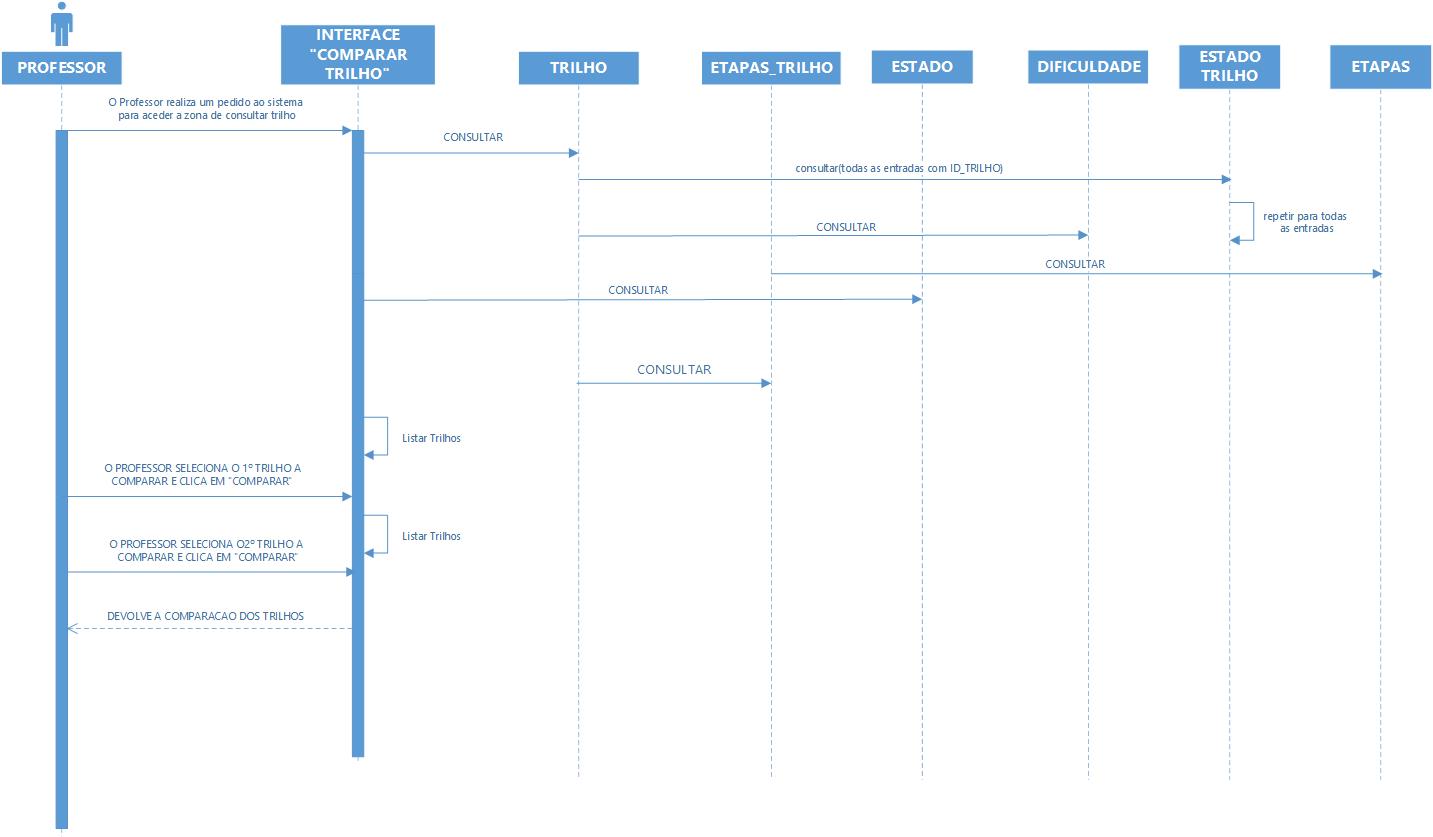 PROFESSOR
INTERFACE
"COMPARAR
TRILHO"
TRILHO
ETAPAS_TRILHO
ESTADO
DIFICULDADE
ESTADO
TRILHO
ETAPAS
O Professor realiza um pedido ao sistema
para aceder a zona de consultar trilho
CONSULTAR
consultar(todas as entradas com ID_TRILHO)
repetir para todas
as entradas
CONSULTAR
CONSULTAR
CONSULTAR
CONSULTAR
Listar Trilhos
O PROFESSOR SELECIONA O 1º TRILHO A
COMPARAR E CLICA EM "COMPARAR"
Listar Trilhos
O PROFESSOR SELECIONA O2º TRILHO A
COMPARAR E CLICA EM "COMPARAR"
DEVOLVE A COMPARACAO DOS TRILHOS